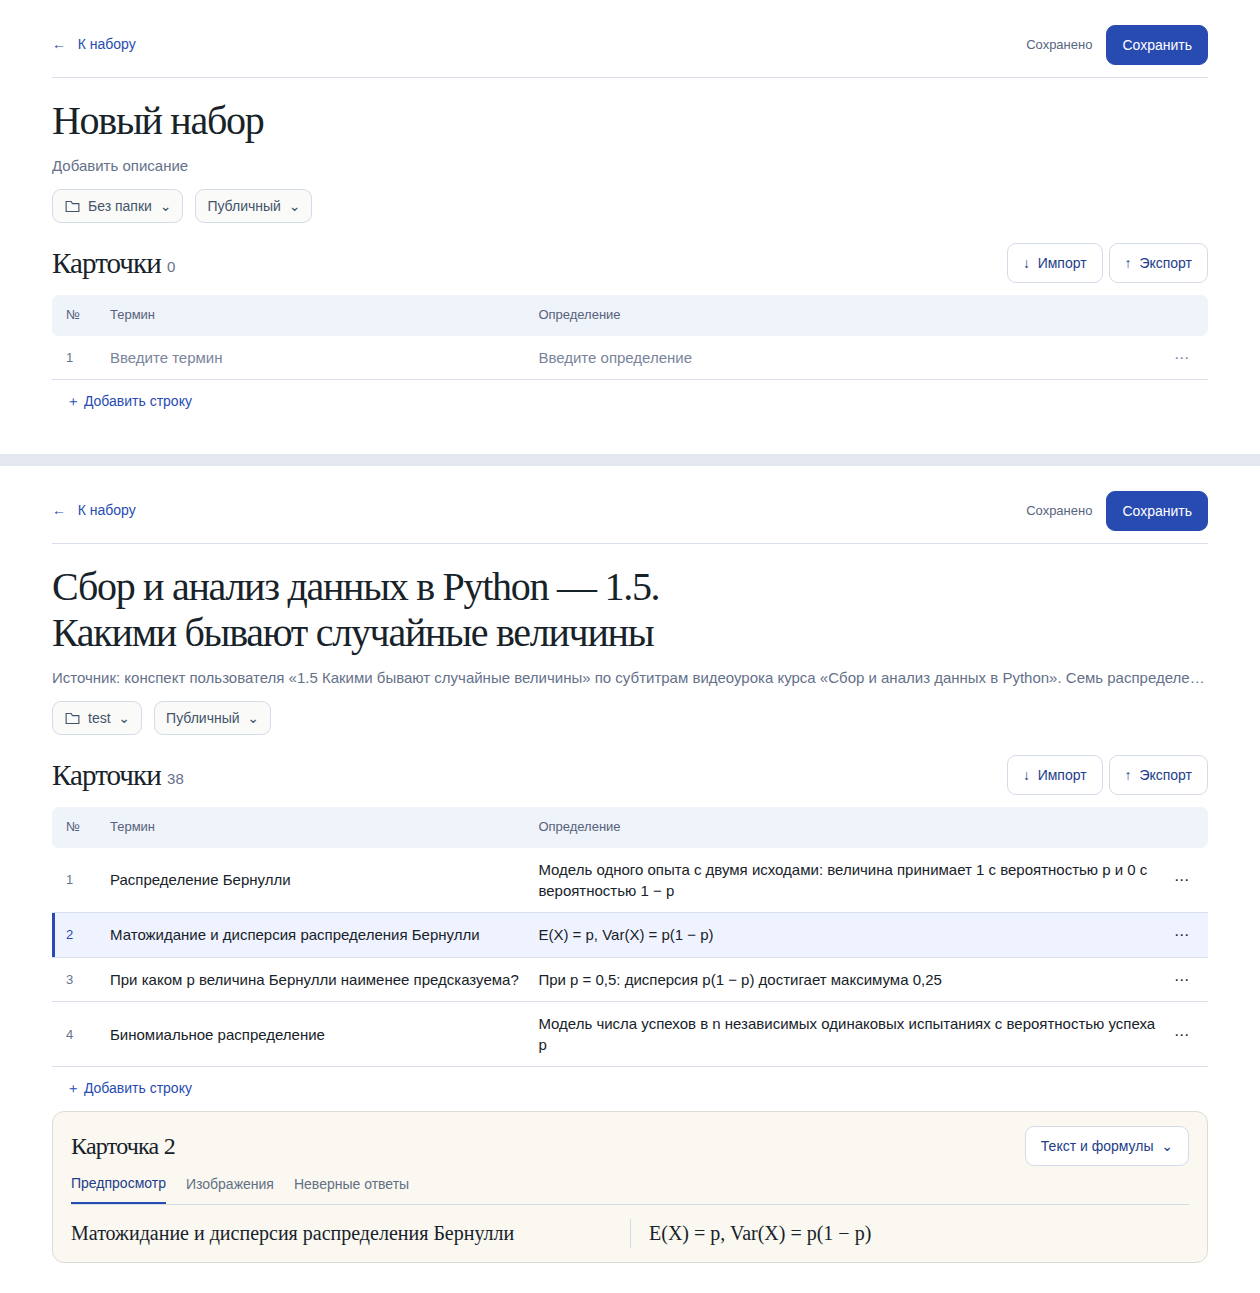 ← К набору
Сохранено
Сохранить
Новый набор
Добавить описание
Без папки
Публичный
Карточки 0
↓ Импорт
↑ Экспорт
№ Термин Определение
1 Введите термин Введите определение ⋯
+ Добавить строку
← К набору
Сохранено
Сохранить
Сбор и анализ данных в Python — 1.5.
Какими бывают случайные величины
Источник: конспект пользователя «1.5 Какими бывают случайные величины» по субтитрам видеоурока курса «Сбор и анализ данных в Python». Семь распределе…
test
Публичный
Карточки 38
↓ Импорт
↑ Экспорт
№ Термин Определение
1 Распределение Бернулли Модель одного опыта с двумя исходами: величина принимает 1 с вероятностью p и 0 с
вероятностью 1 − p ⋯
2 Матожидание и дисперсия распределения Бернулли E(X) = p, Var(X) = p(1 − p) ⋯
3 При каком p величина Бернулли наименее предсказуема? При p = 0,5: дисперсия p(1 − p) достигает максимума 0,25 ⋯
4 Биномиальное распределение Модель числа успехов в n независимых одинаковых испытаниях с вероятностью успеха
p ⋯
+ Добавить строку
Карточка 2
Текст и формулы
Предпросмотр Изображения Неверные ответы
Матожидание и дисперсия распределения Бернулли E(X) = p, Var(X) = p(1 − p)